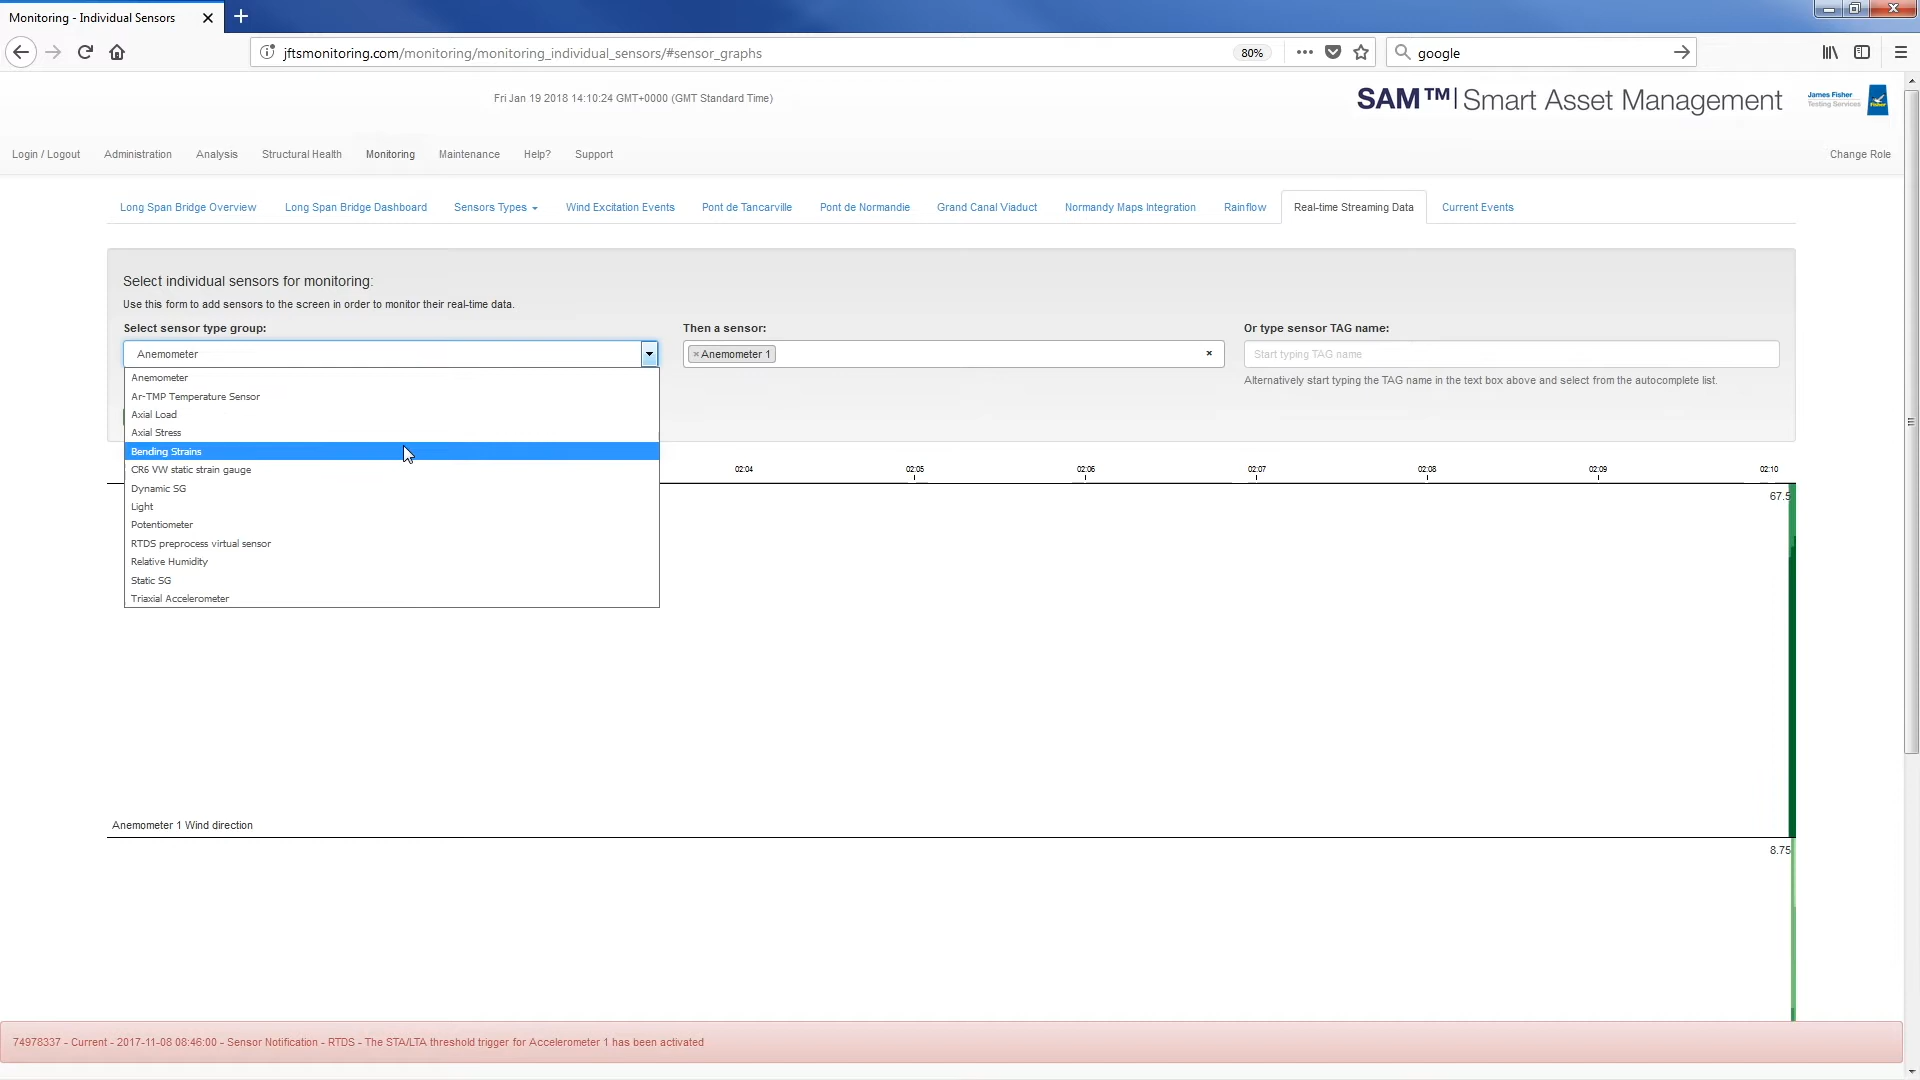 Monitoring - Individual Sensors
jftsmonitoring.com/monitoring/monitoring_individual_sensors/#sensor_graphs
80%
google
Fri Jan 19 2018 14:10:24 GMT+0000 (GMT Standard Time)
SAM™| Smart Asset Management
James Fisher
Testing Services
Fisher
Login / Logout
Administration
Analysis
Structural Health
Monitoring
Maintenance
Help?
Support
Change Role
Long Span Bridge Overview
Long Span Bridge Dashboard
Sensors Types
Wind Excitation Events
Pont de Tancarville
Pont de Normandie
Grand Canal Viaduct
Normandy Maps Integration
Rainflow
Real-time Streaming Data
Current Events
Select individual sensors for monitoring:
Use this form to add sensors to the screen in order to monitor their real-time data.
Select sensor type group:
Then a sensor:
Or type sensor TAG name:
Anemometer
× Anemometer 1
×
Start typing TAG name
Alternatively start typing the TAG name in the text box above and select from the autocomplete list.
Anemometer
Ar-TMP Temperature Sensor
Axial Load
Axial Stress
Bending Strains
CR6 VW static strain gauge
Dynamic SG
Light
Potentiometer
RTDS preprocess virtual sensor
Relative Humidity
Static SG
Triaxial Accelerometer
02:04
02:05
02:06
02:07
02:08
02:09
02:10
67.5
Anemometer 1 Wind direction
8.75
74978337 - Current - 2017-11-08 08:46:00 - Sensor Notification - RTDS - The STA/LTA threshold trigger for Accelerometer 1 has been activated